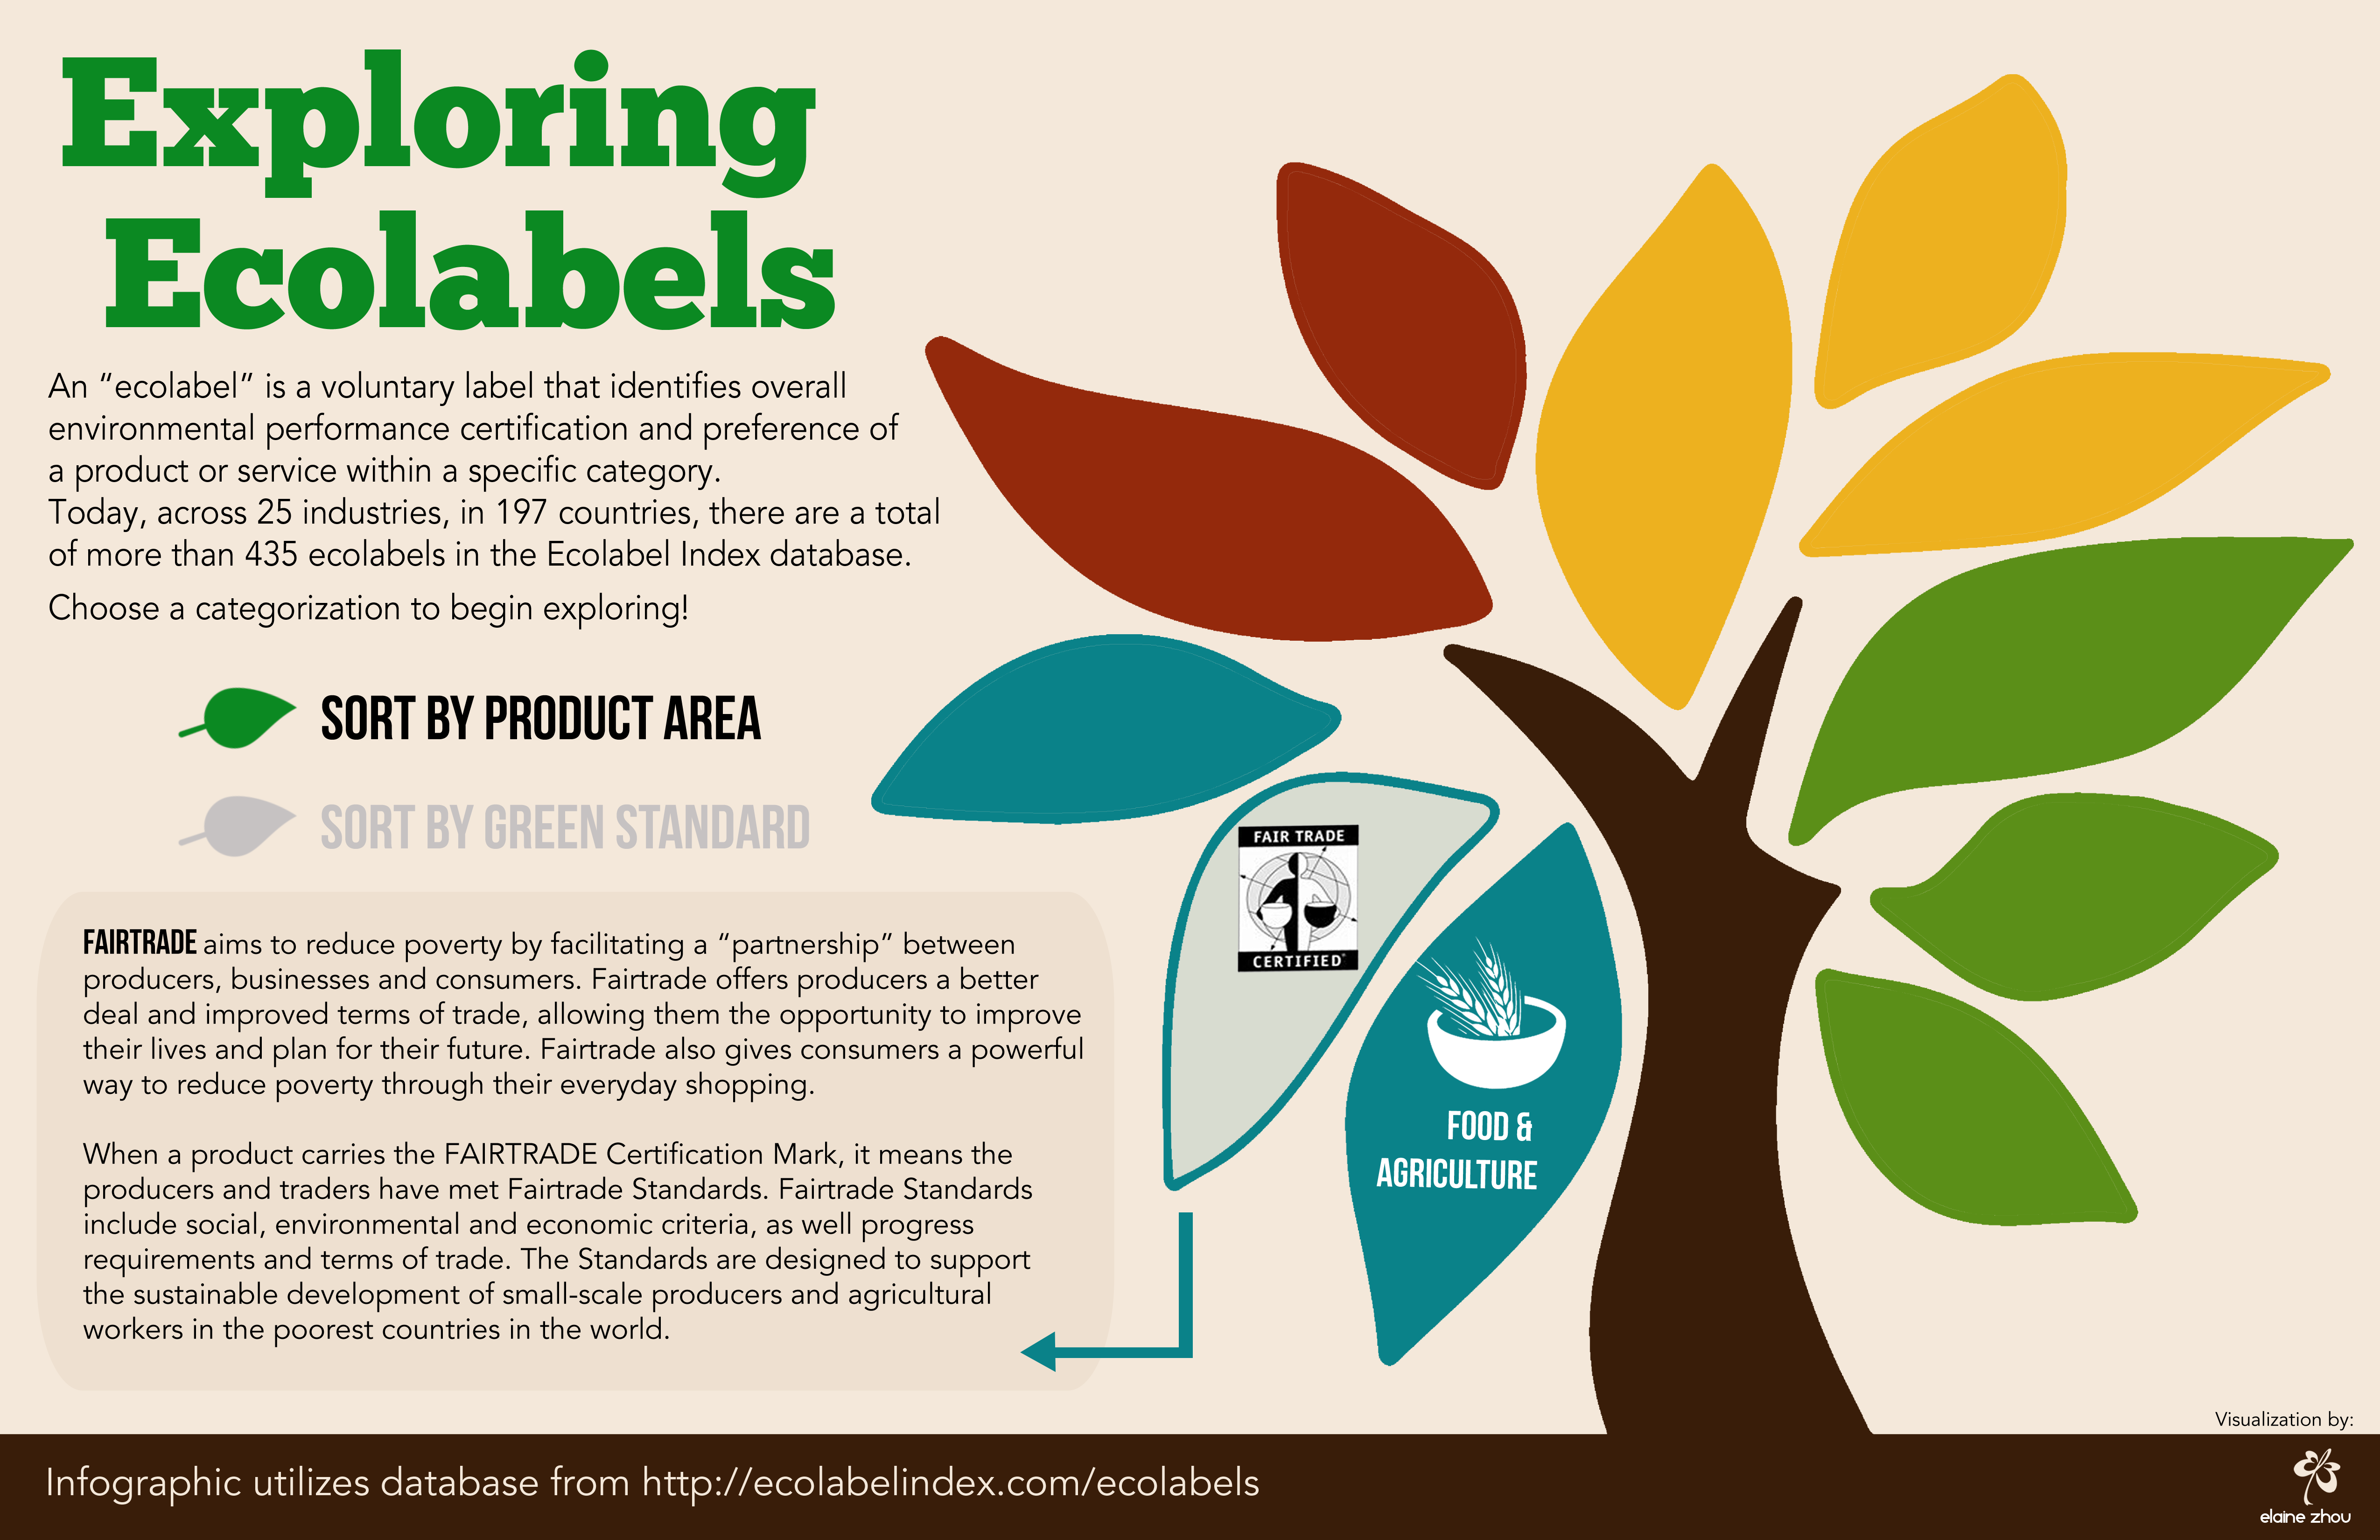 Exploring
Ecolabels
An “ecolabel” is a voluntary label that identifies overall
environmental performance certification and preference of
a product or service within a specific category.
Today, across 25 industries, in 197 countries, there are a total
of more than 435 ecolabels in the Ecolabel Index database.
Choose a categorization to begin exploring!
SORT BY PRODUCT AREA
SORT BY GREEN STANDARD
FAIRTRADE aims to reduce poverty by facilitating a “partnership” between
producers, businesses and consumers. Fairtrade offers producers a better
deal and improved terms of trade, allowing them the opportunity to improve
their lives and plan for their future. Fairtrade also gives consumers a powerful
way to reduce poverty through their everyday shopping.
When a product carries the FAIRTRADE Certification Mark, it means the
producers and traders have met Fairtrade Standards. Fairtrade Standards
include social, environmental and economic criteria, as well progress
requirements and terms of trade. The Standards are designed to support
the sustainable development of small-scale producers and agricultural
workers in the poorest countries in the world.
FAIR TRADE
CERTIFIED
FOOD &
AGRICULTURE
Visualization by:
elaine zhou
Infographic utilizes database from http://ecolabelindex.com/ecolabels